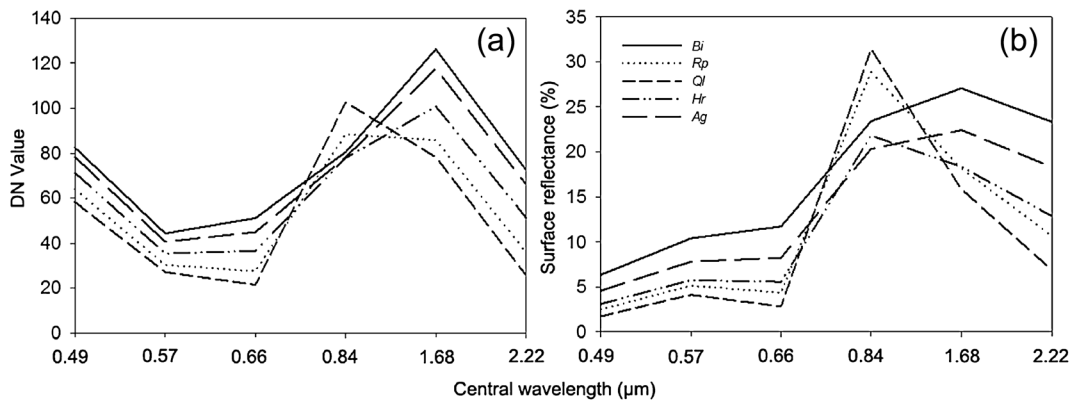 (a)
DN Value
140
120
100
80
60
40
20
0
0.49 0.57 0.66 0.84 1.68 2.22
(b)
Surface reflectance (%)
35
30
25
20
15
10
5
0
Bi
Rp
Ql
Hr
Ag
0.49 0.57 0.66 0.84 1.68 2.22
Central wavelength (µm)